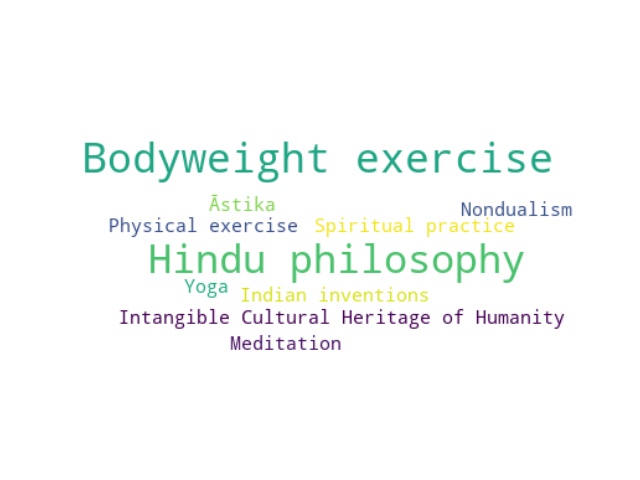 Bodyweight exercise
Āstika
Nondualism
Physical exercise
Spiritual practice
Hindu philosophy
Yoga
Indian inventions
Intangible Cultural Heritage of Humanity
Meditation